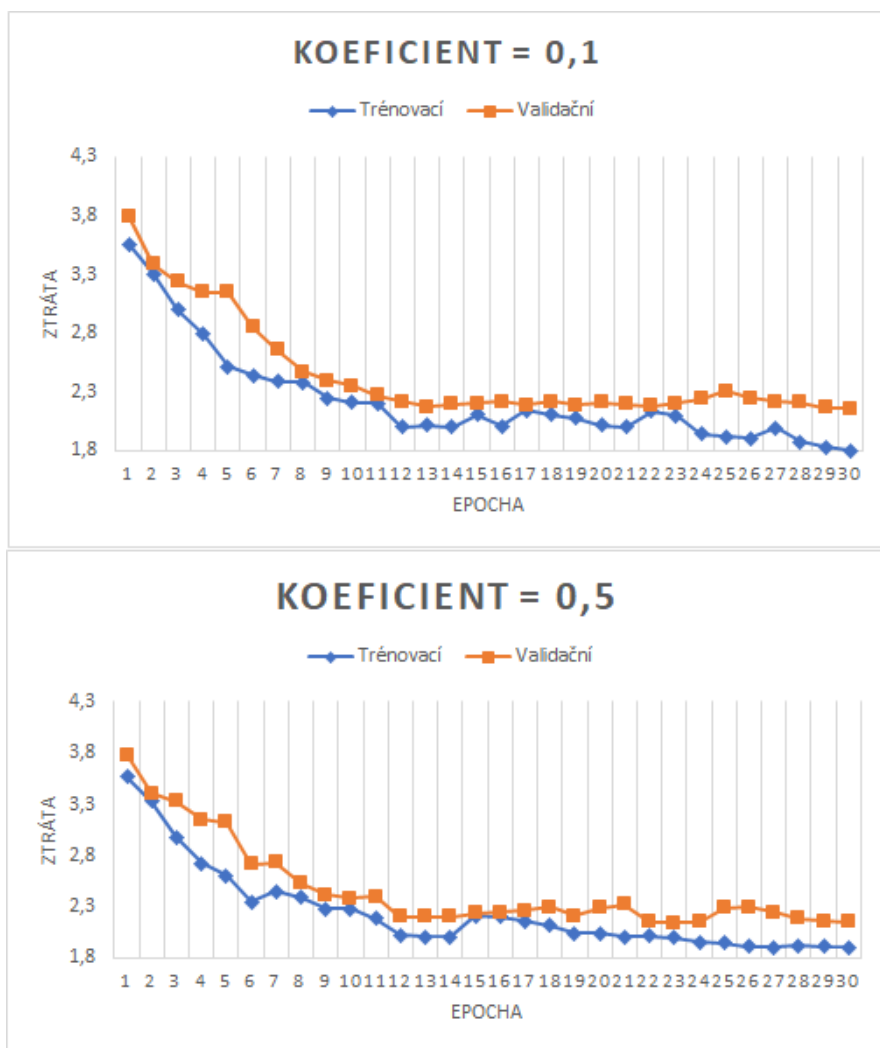 KOEFICIENT = 0,1
Trénovací Validační
4,3
3,8
3,3
2,8
2,3
1,8
ZTRÁTA
1 2 3 4 5 6 7 8 9 10 11 12 13 14 15 16 17 18 19 20 21 22 23 24 25 26 27 28 29 30
EPOCHA
KOEFICIENT = 0,5
Trénovací Validační
4,3
3,8
3,3
2,8
2,3
1,8
ZTRÁTA
1 2 3 4 5 6 7 8 9 10 11 12 13 14 15 16 17 18 19 20 21 22 23 24 25 26 27 28 29 30
EPOCHA